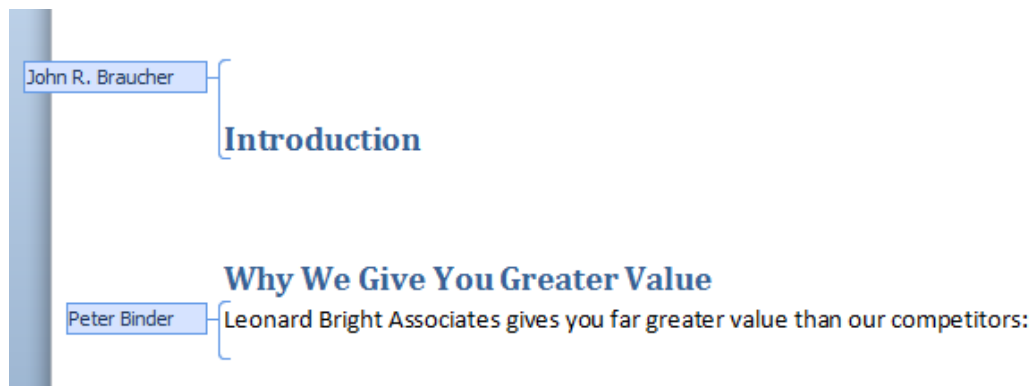 John R. Braucher
Introduction
Why We Give You Greater Value
Peter Binder
Leonard Bright Associates gives you far greater value than our competitors: